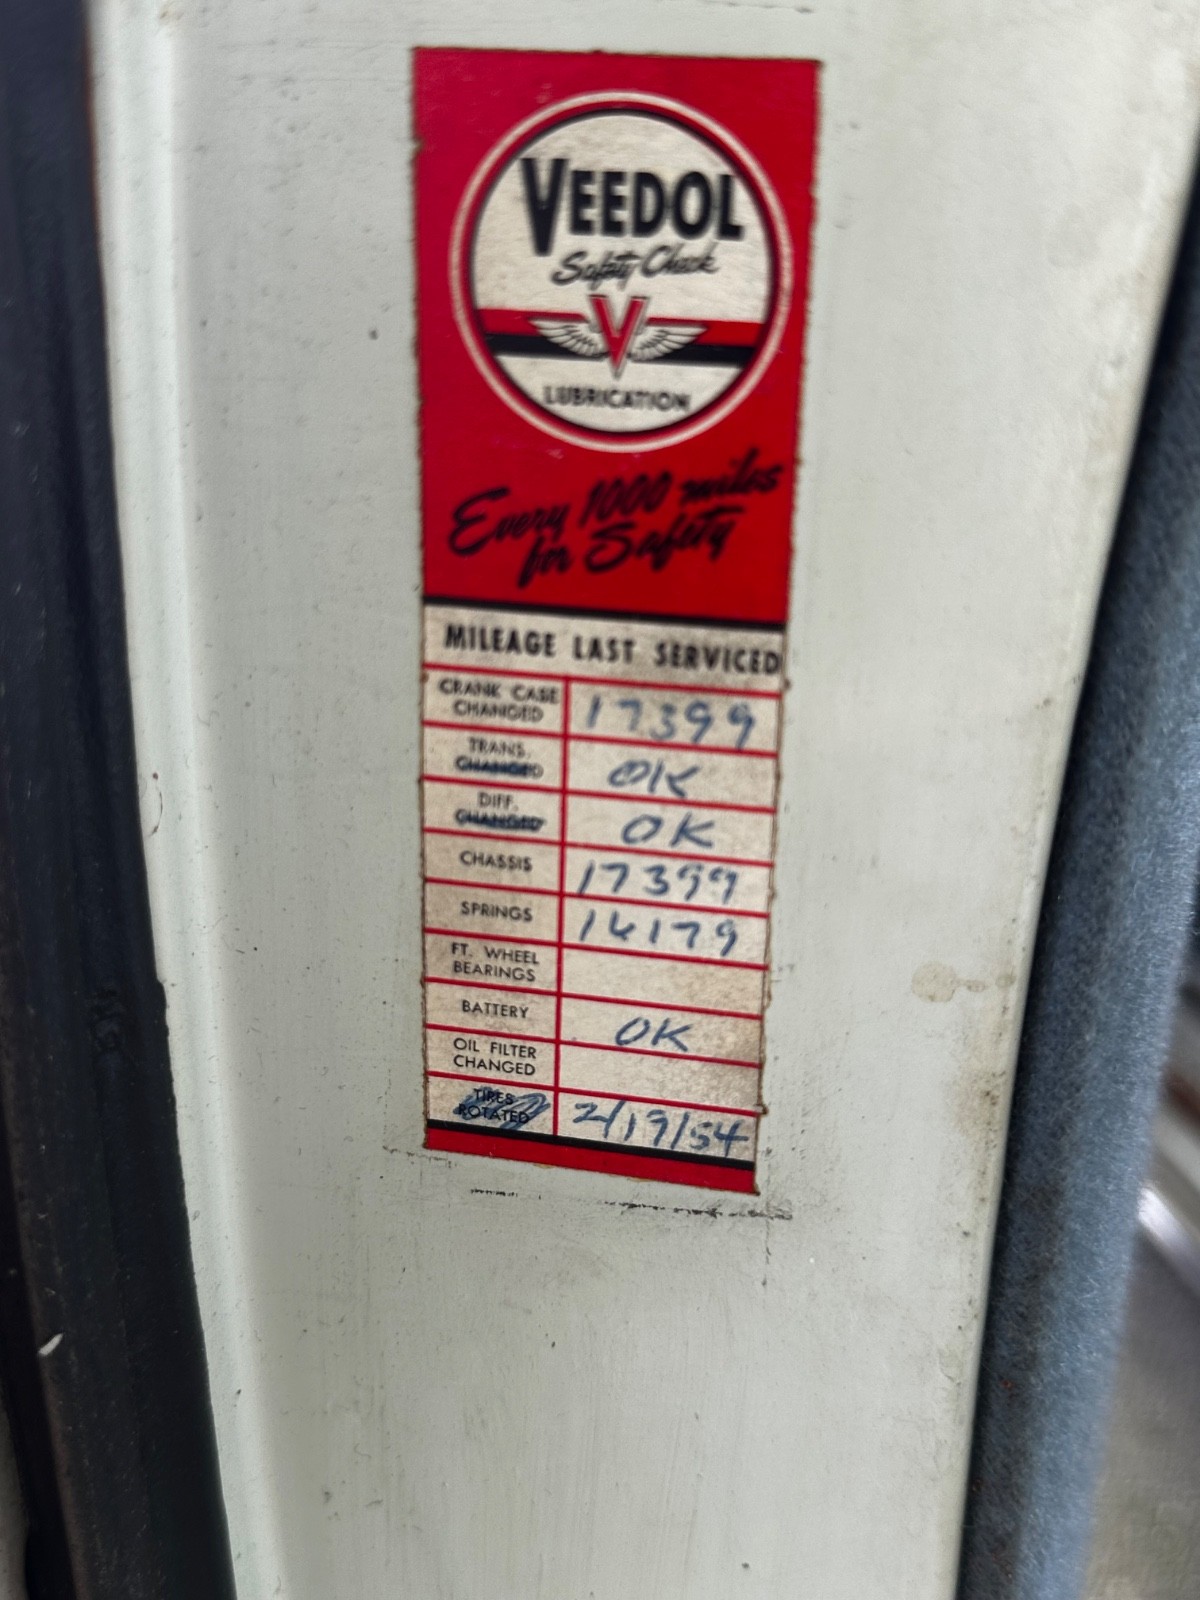 VEEDOL
Safety Check
V
LUBRICATION
Every 1000 miles
for Safety
MILEAGE LAST SERVICED
CRANK CASE
CHANGED
17399
TRANS.
CHANGED
OK
DIFF.
CHANGED
OK
CHASSIS
17399
SPRINGS
16179
FT. WHEEL
BEARINGS
BATTERY
OK
OIL FILTER
CHANGED
TIRES
ROTATED
2/19/54